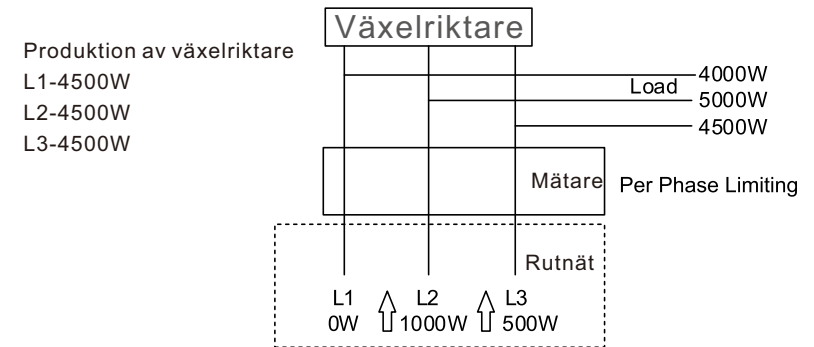 Växelriktare
Produktion av växelriktare
L1-4500W
L2-4500W
L3-4500W
4000W
Load
5000W
4500W
Mätare
Per Phase Limiting
Rutnät
L1 L2 L3
0W 1000W 500W